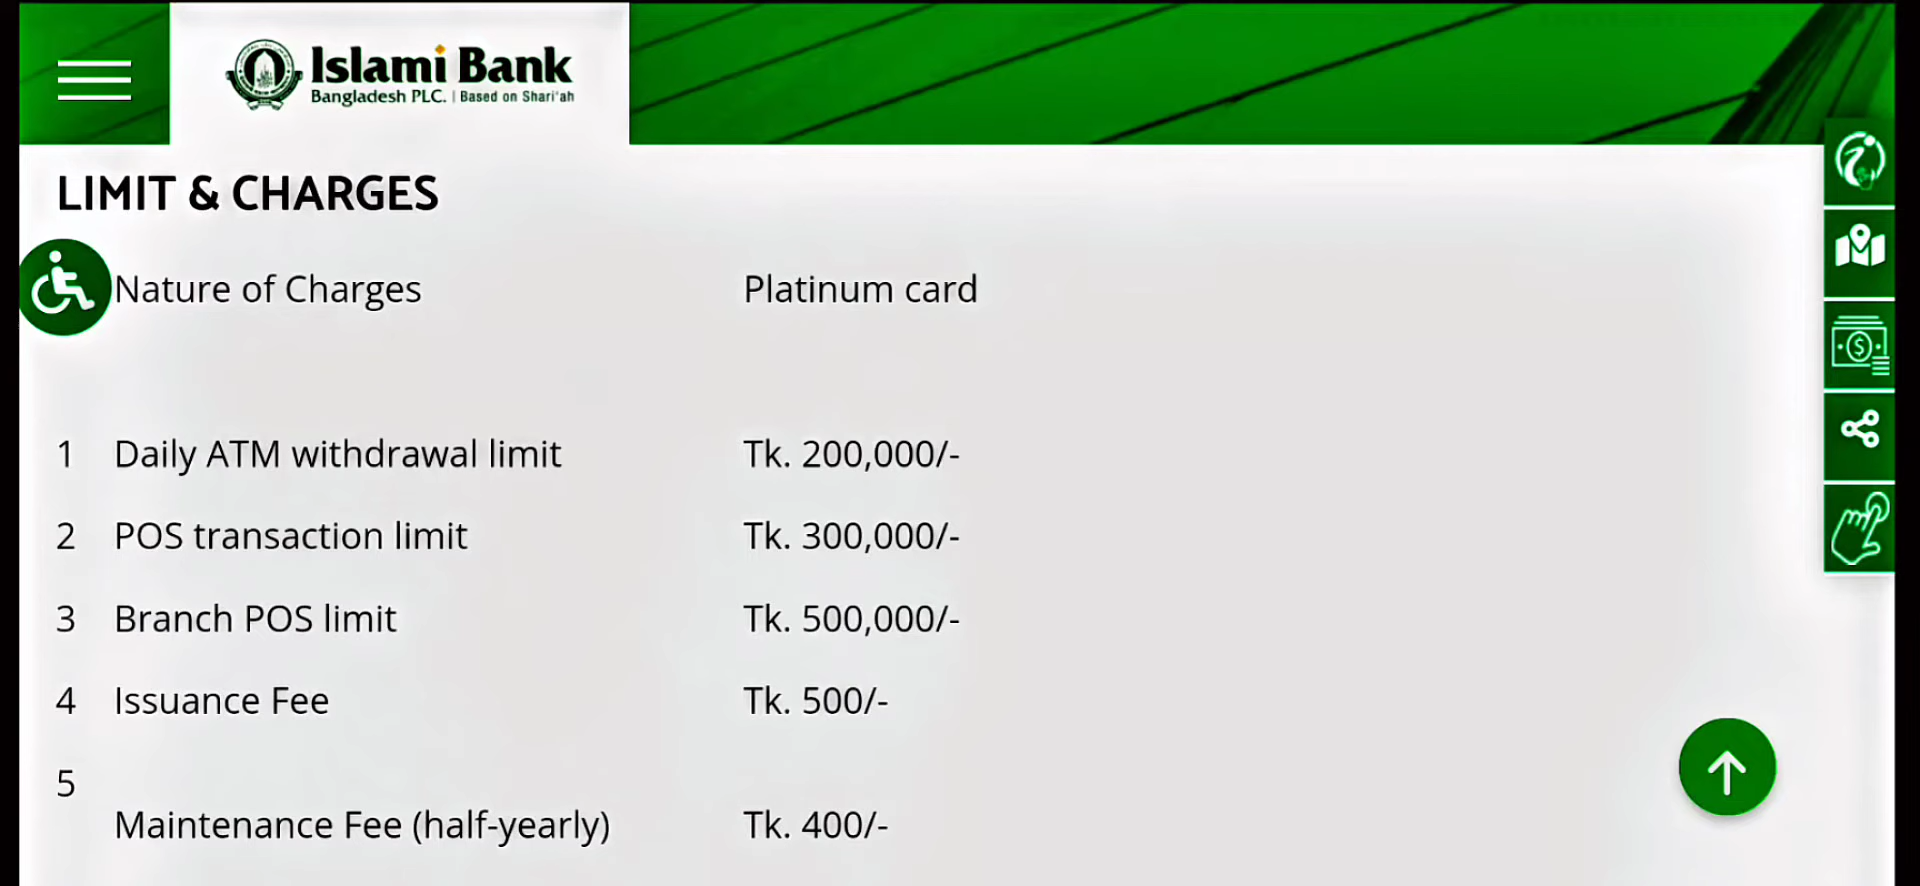 Islami Bank
Bangladesh PLC. | Based on Shari'ah
LIMIT & CHARGES
Nature of Charges Platinum card
1 Daily ATM withdrawal limit Tk. 200,000/-
2 POS transaction limit Tk. 300,000/-
3 Branch POS limit Tk. 500,000/-
4 Issuance Fee Tk. 500/-
5
Maintenance Fee (half-yearly) Tk. 400/-